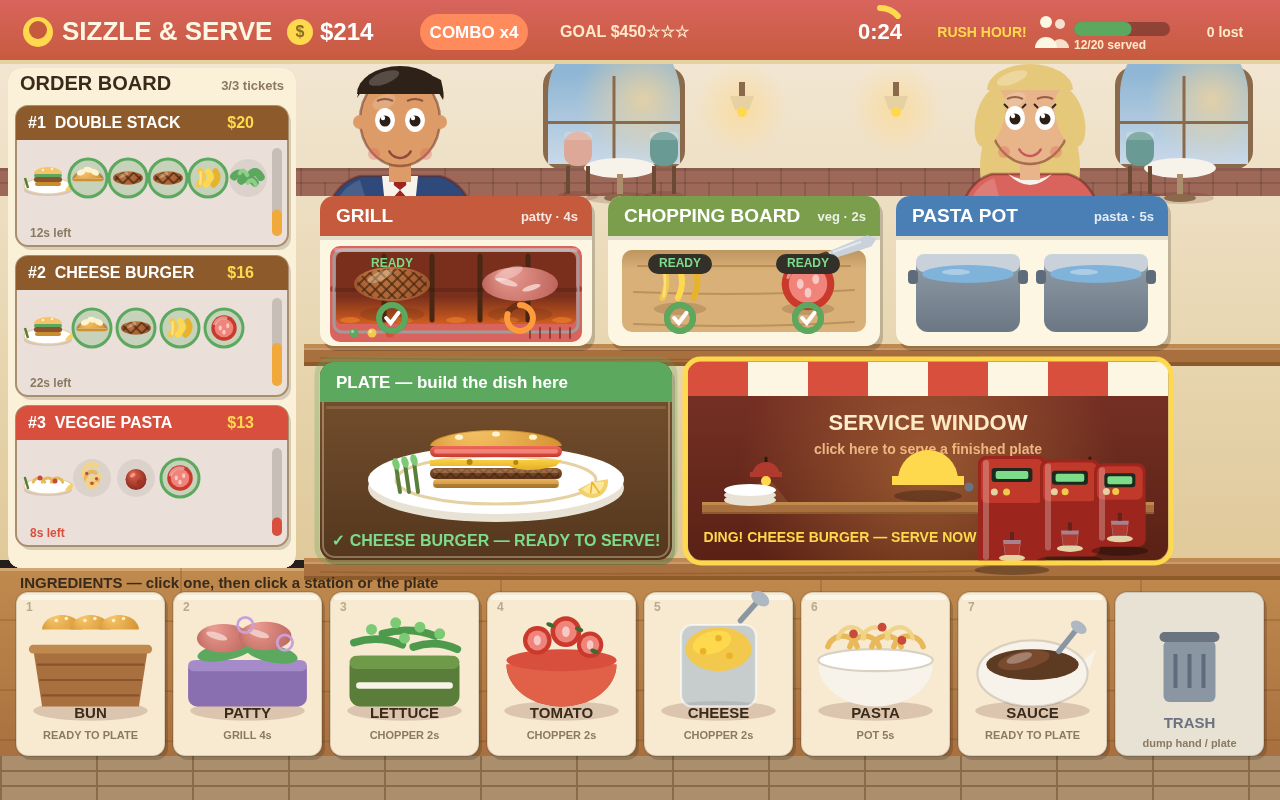 SIZZLE & SERVE $ $214 COMBO x4 GOAL $450☆☆☆ 0:24 RUSH HOUR! 12/20 served 0 lost
ORDER BOARD 3/3 tickets
#1 DOUBLE STACK $20
12s left
#2 CHEESE BURGER $16
22s left
#3 VEGGIE PASTA $13
8s left
GRILL patty · 4s
READY
CHOPPING BOARD veg · 2s
READY READY
PASTA POT pasta · 5s
PLATE — build the dish here
✓ CHEESE BURGER — READY TO SERVE!
SERVICE WINDOW
click here to serve a finished plate
DING! CHEESE BURGER — SERVE NOW
INGREDIENTS — click one, then click a station or the plate
1
BUN
READY TO PLATE
2
PATTY
GRILL 4s
3
LETTUCE
CHOPPER 2s
4
TOMATO
CHOPPER 2s
5
CHEESE
CHOPPER 2s
6
PASTA
POT 5s
7
SAUCE
READY TO PLATE
TRASH
dump hand / plate